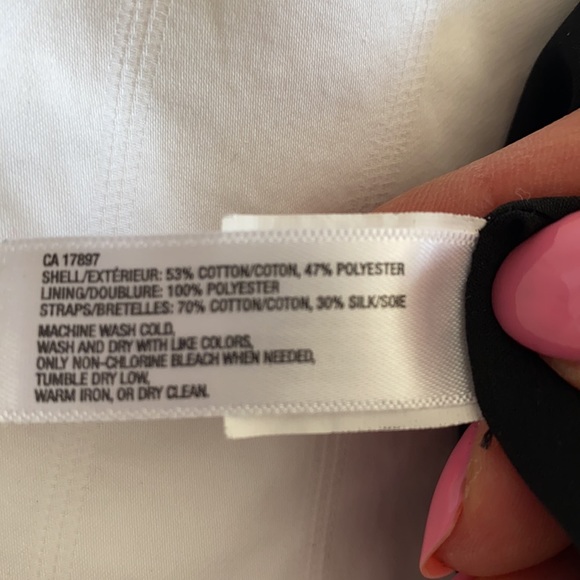 CA 17897
SHELL/EXTÉRIEUR: 53% COTTON/COTON, 47% POLYESTER
LINING/DOUBLURE: 100% POLYESTER
STRAPS/BRETELLES: 70% COTTON/COTON, 30% SILK/SOIE
MACHINE WASH COLD,
WASH AND DRY WITH LIKE COLORS,
ONLY NON-CHLORINE BLEACH WHEN NEEDED,
TUMBLE DRY LOW,
WARM IRON, OR DRY CLEAN.